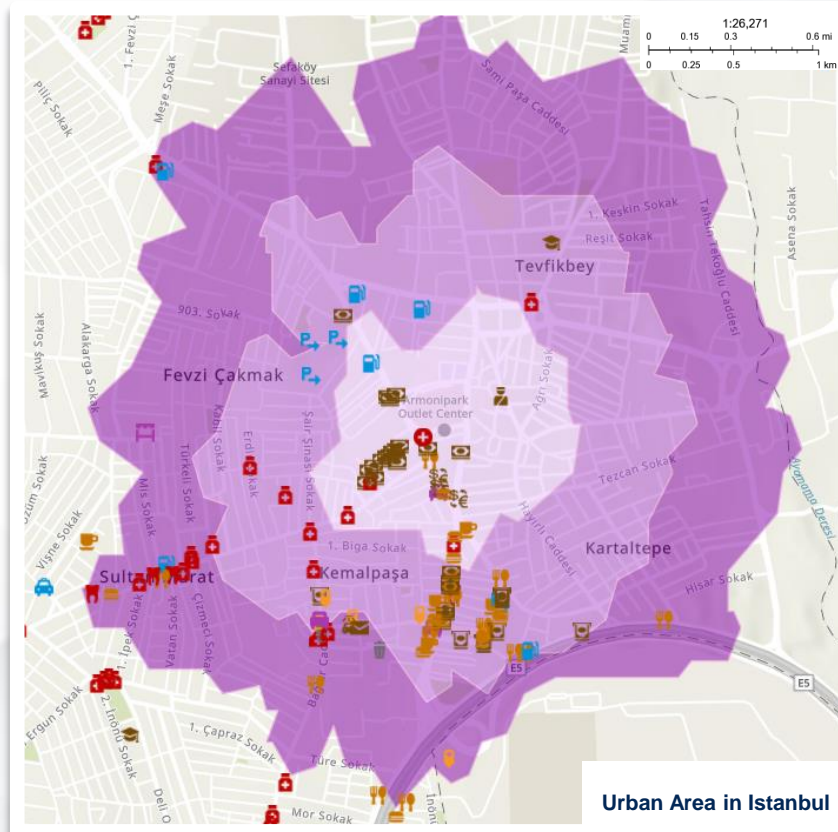 1:26,271
0 0.15 0.3 0.6 mi
0 0.25 0.5 1 km
1. Fevzi Ç
Muammer
Sefaköy
Sanayi Sitesi
Meşe Sokak
Piliç Sokak
Sami Paşa Caddesi
Asena Sokak
1. Keskin Sokak
Reşit Sokak
Tahsin Tekoğlu Caddesi
Tevfikbey
903. Sokak
Mavikuş Sokak
Alakarga Sokak
Fevzi Çakmak
Armonipark
Outlet Center
Ağrı Sokak
Kabil Sokak
Şair Şinasi Sokak
Türkeli Sokak
Tezcan Sokak
Ayamama Deresi
Mis Sokak
Vişne Sokak
Hayırlı Caddesi
1. Biga Sokak
Kartaltepe
Kemalpaşa
Hisar Sokak
Vatan Sokak
Çizmeci Sokak
1. İpek Sokak
E5
E5
2. İnönü Sokak
Ergun Sokak
1. Çapraz Sokak
Türe Sokak
Mor Sokak
Urban Area in Istanbul